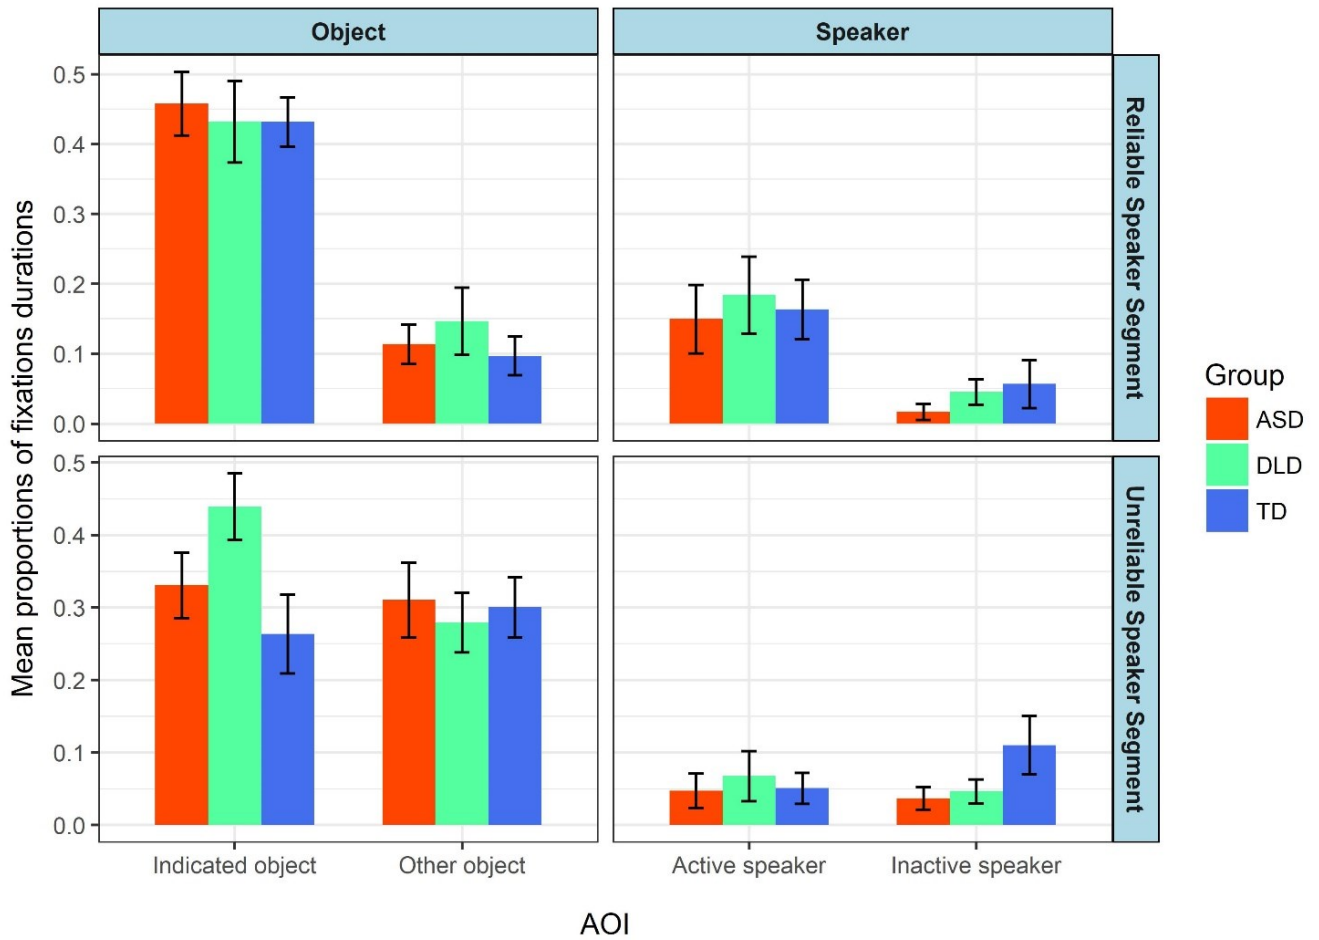 Object
Speaker
Mean proportions of fixations durations
0.5
0.4
0.3
0.2
0.1
0.0
Reliable Speaker Segment
0.5
0.4
0.3
0.2
0.1
0.0
Unreliable Speaker Segment
Indicated object
Other object
Active speaker
Inactive speaker
AOI
Group
ASD
DLD
TD